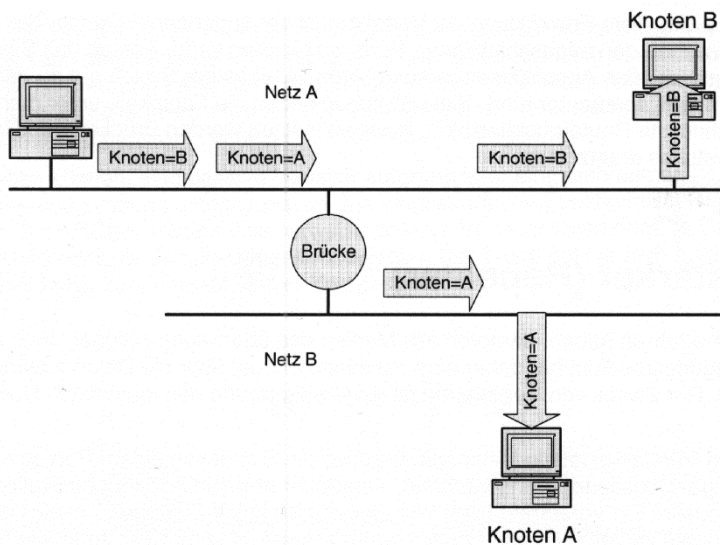 Knoten B
Netz A
Knoten=B
Knoten=B
Knoten=A
Knoten=B
Brücke
Knoten=A
Netz B
Knoten=A
Knoten A